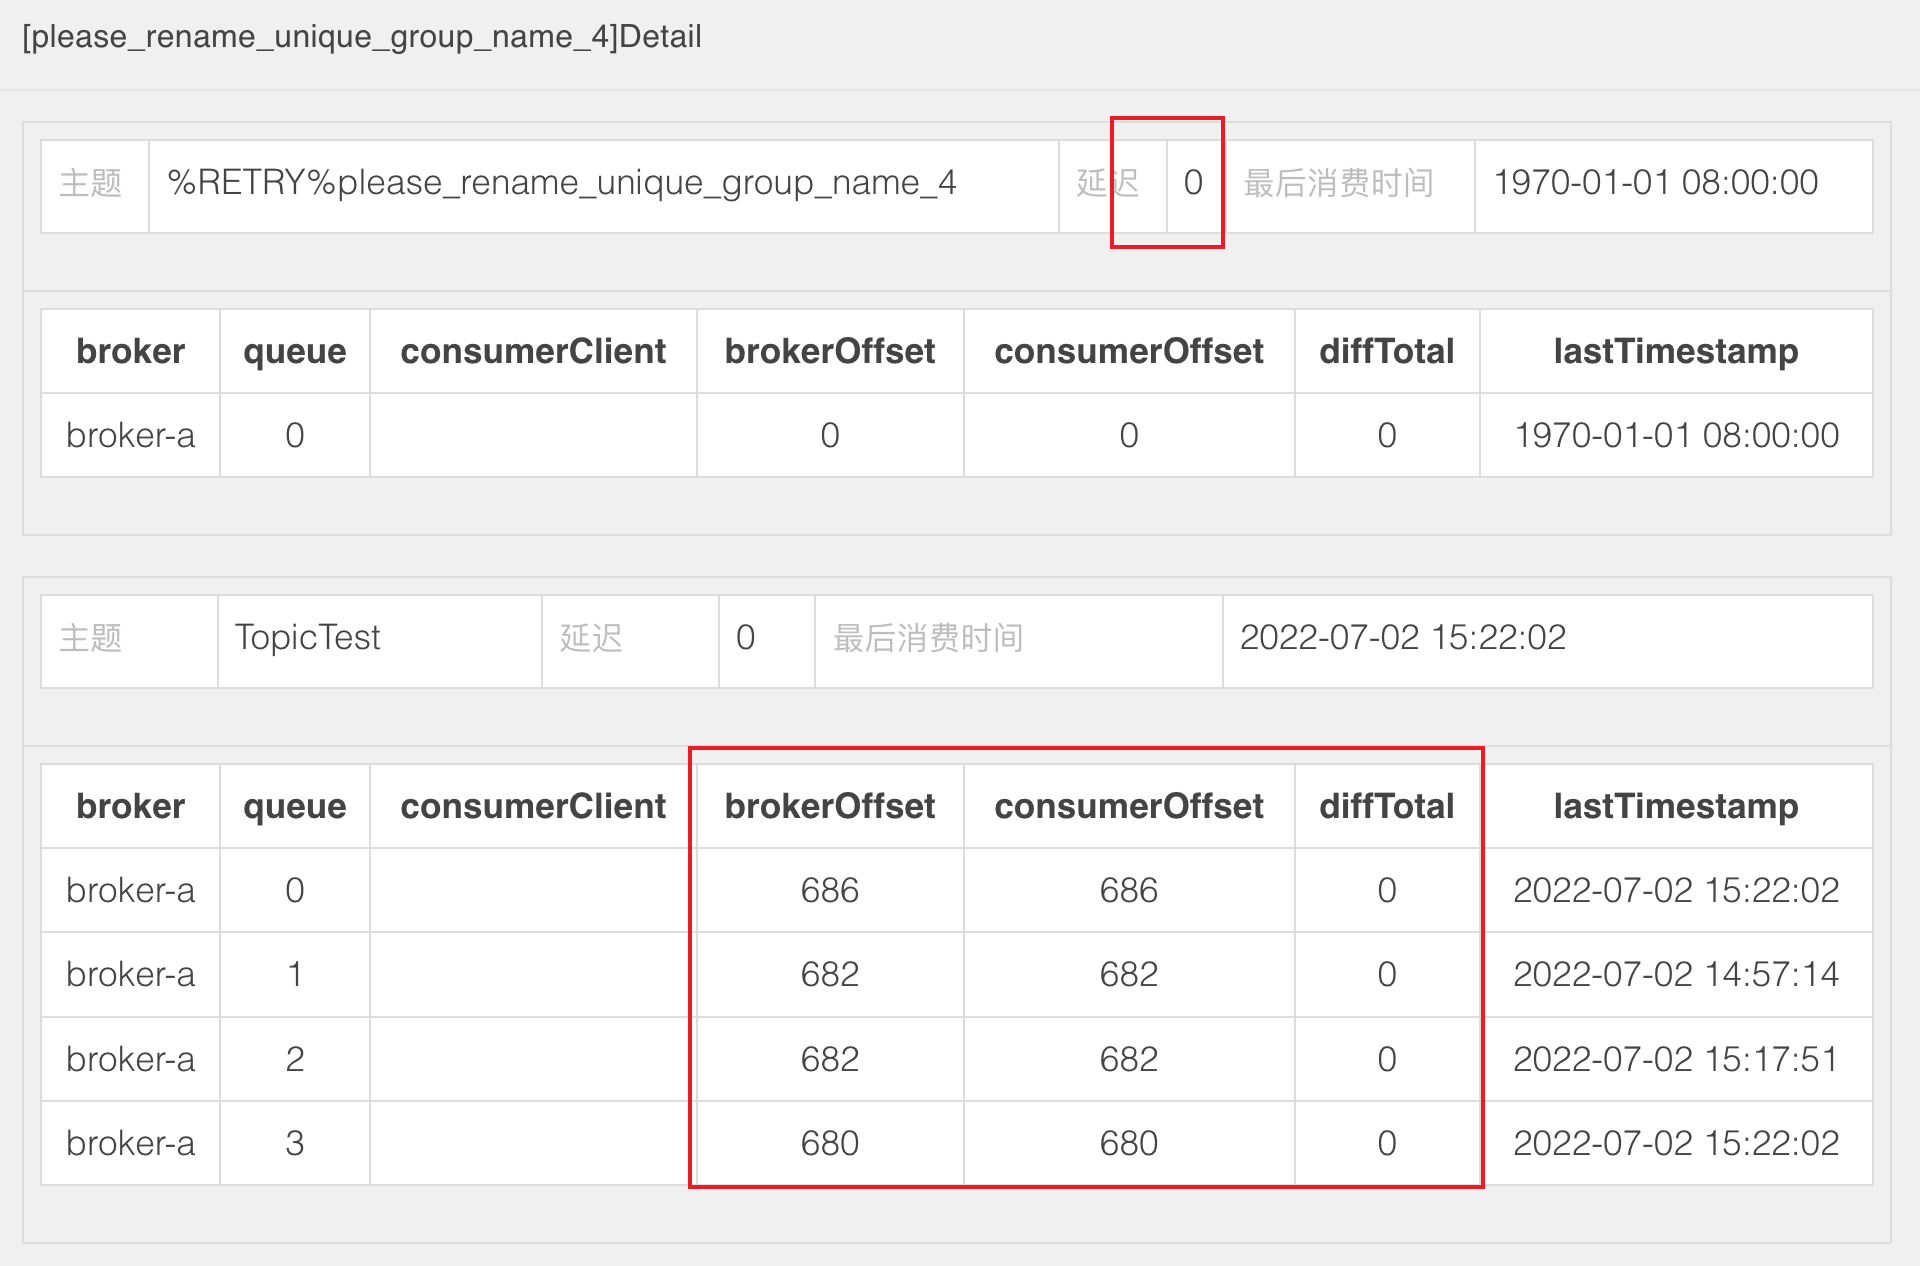 [please_rename_unique_group_name_4]Detail
主题 %RETRY%please_rename_unique_group_name_4 延迟 0 最后消费时间 1970-01-01 08:00:00
broker queue consumerClient brokerOffset consumerOffset diffTotal lastTimestamp
broker-a 0 0 0 0 1970-01-01 08:00:00
主题 TopicTest 延迟 0 最后消费时间 2022-07-02 15:22:02
broker queue consumerClient brokerOffset consumerOffset diffTotal lastTimestamp
broker-a 0 686 686 0 2022-07-02 15:22:02
broker-a 1 682 682 0 2022-07-02 14:57:14
broker-a 2 682 682 0 2022-07-02 15:17:51
broker-a 3 680 680 0 2022-07-02 15:22:02